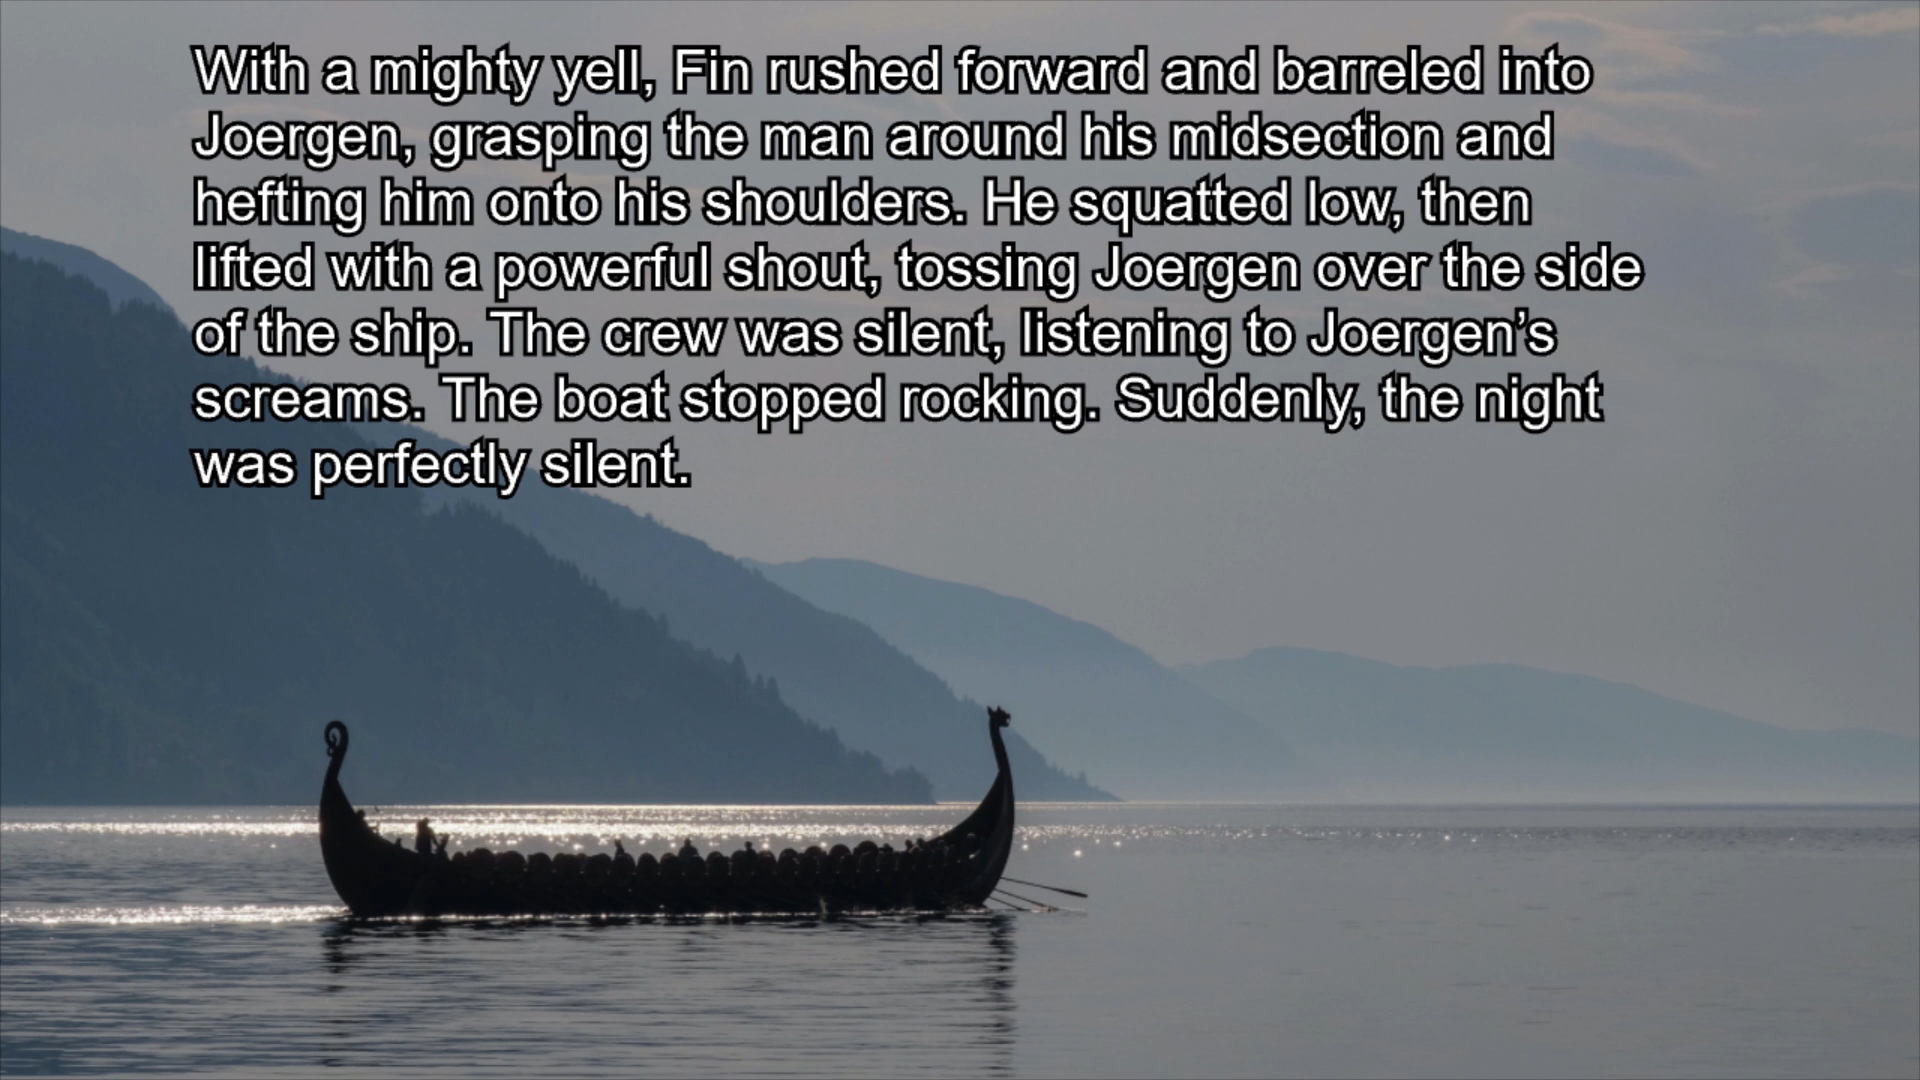 With a mighty yell, Fin rushed forward and barreled into
Joergen, grasping the man around his midsection and
hefting him onto his shoulders. He squatted low, then
lifted with a powerful shout, tossing Joergen over the side
of the ship. The crew was silent, listening to Joergen’s
screams. The boat stopped rocking. Suddenly, the night
was perfectly silent.